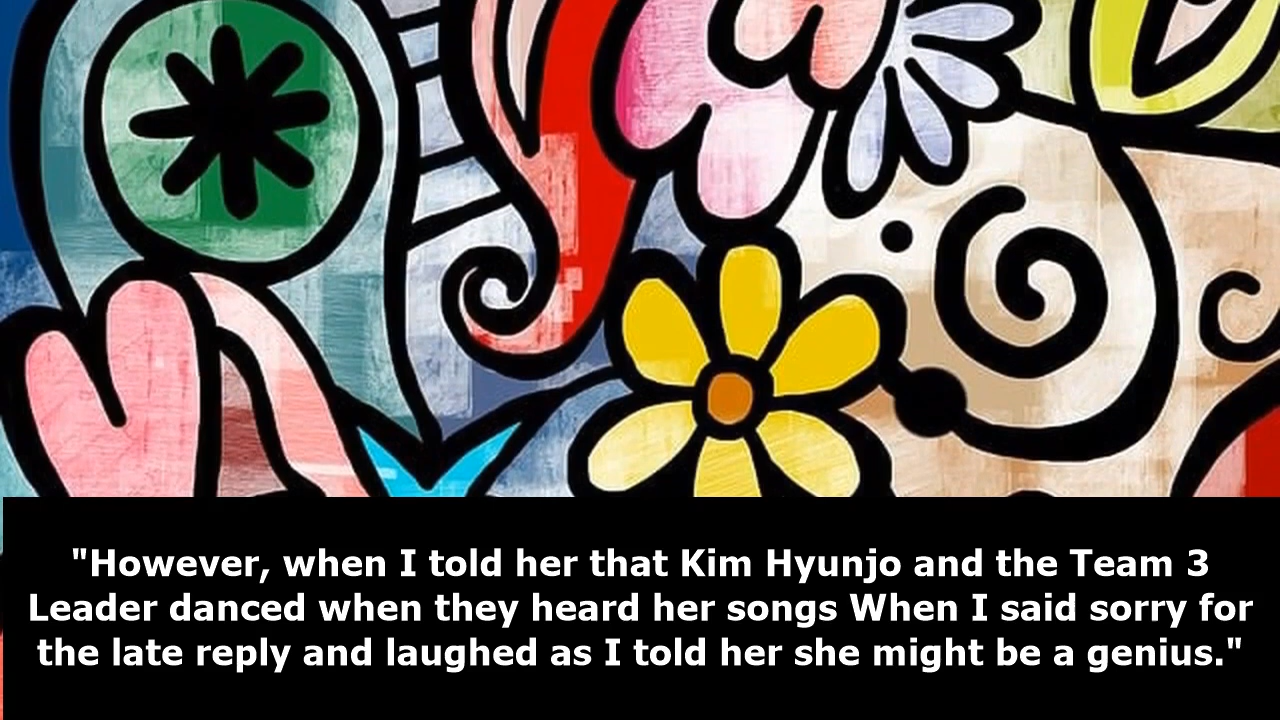 "However, when I told her that Kim Hyunjo and the Team 3
Leader danced when they heard her songs When I said sorry for
the late reply and laughed as I told her she might be a genius."